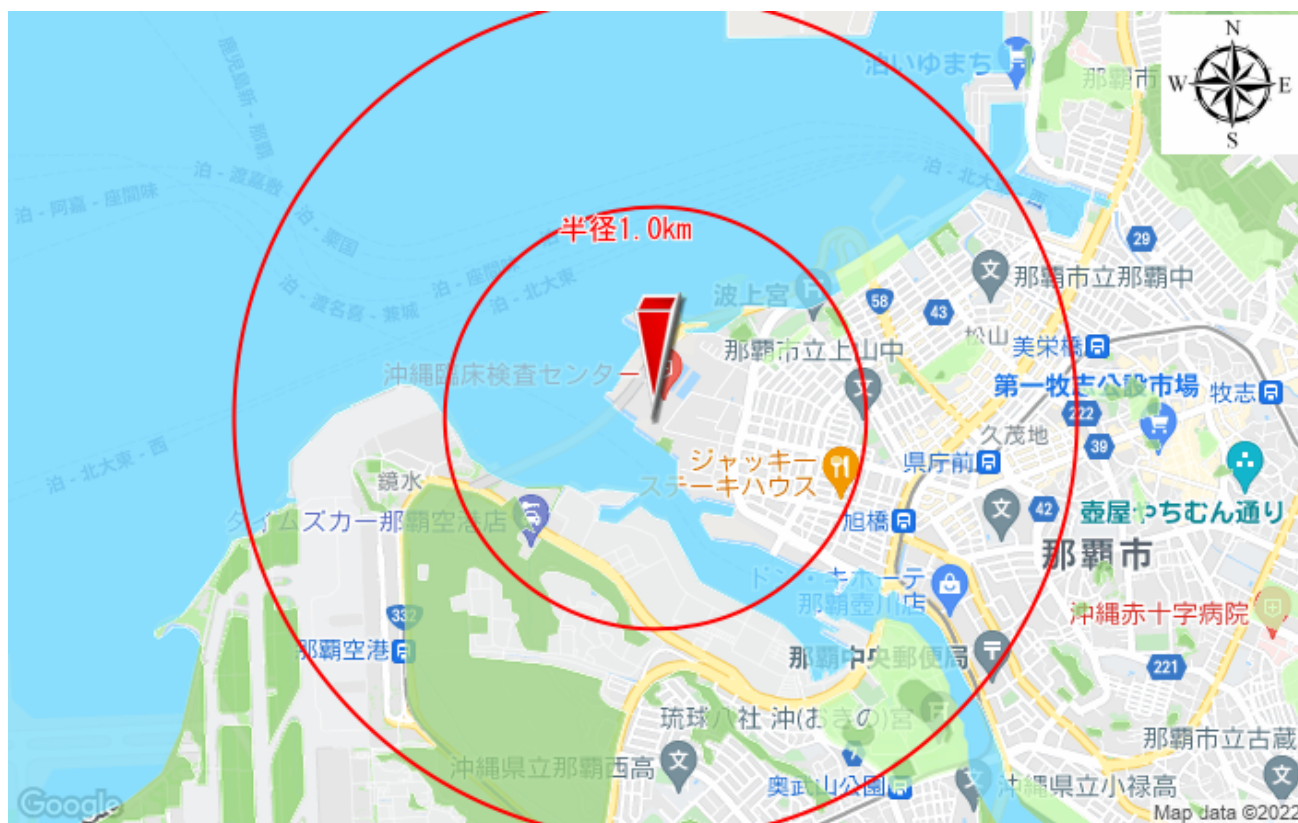 鹿児島新 - 那覇
泊いゆまち
那覇市
N
W
E
S
泊 - 阿嘉 - 座間味
泊 - 渡嘉敷
泊 - 粟国
泊 - 北大東 - 西
半径1.0km
29
那覇市立那覇中
泊 - 座間味
泊 - 北大東
泊 - 渡名喜 - 兼城
波上宮
58
43
松山
那覇市立上山中
美栄橋
沖縄臨床検査センター
第一牧志公設市場
牧志
222
久茂地
39
泊 - 北大東 - 西
鏡水
ジャッキー
ステーキハウス
県庁前
タイムズカー那覇空港店
旭橋
42
壺屋やちむん通り
那覇市
ドン・キホーテ
那覇壺川店
332
那覇空港
沖縄赤十字病院
那覇中央郵便局
221
琉球八社 沖(おきの)宮
沖縄県立那覇西高
奥武山公園
沖縄県立小禄高
那覇市立古蔵
Google
Map data ©2022